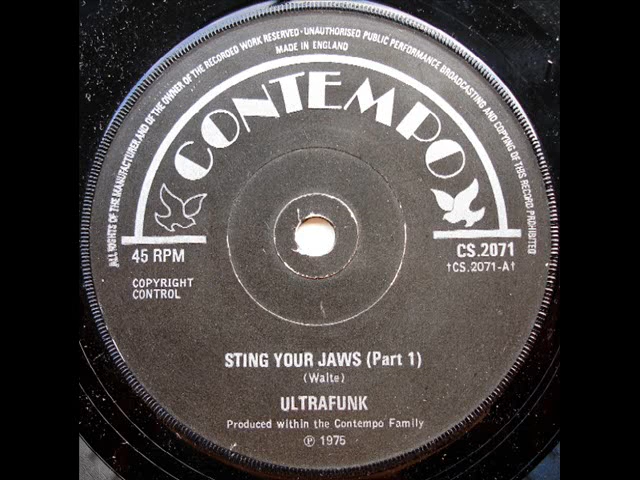 ALL RIGHTS OF THE MANUFACTURER AND OF THE OWNER OF THE RECORDED WORK RESERVED - UNAUTHORISED PUBLIC PERFORMANCE BROADCASTING AND COPYING OF THIS RECORD PROHIBITED
MADE IN ENGLAND
CONTEMPO
45 RPM
CS.2071
†CS.2071-A†
COPYRIGHT
CONTROL
STING YOUR JAWS (Part 1)
(Waite)
ULTRAFUNK
Produced within the Contempo Family
℗ 1975